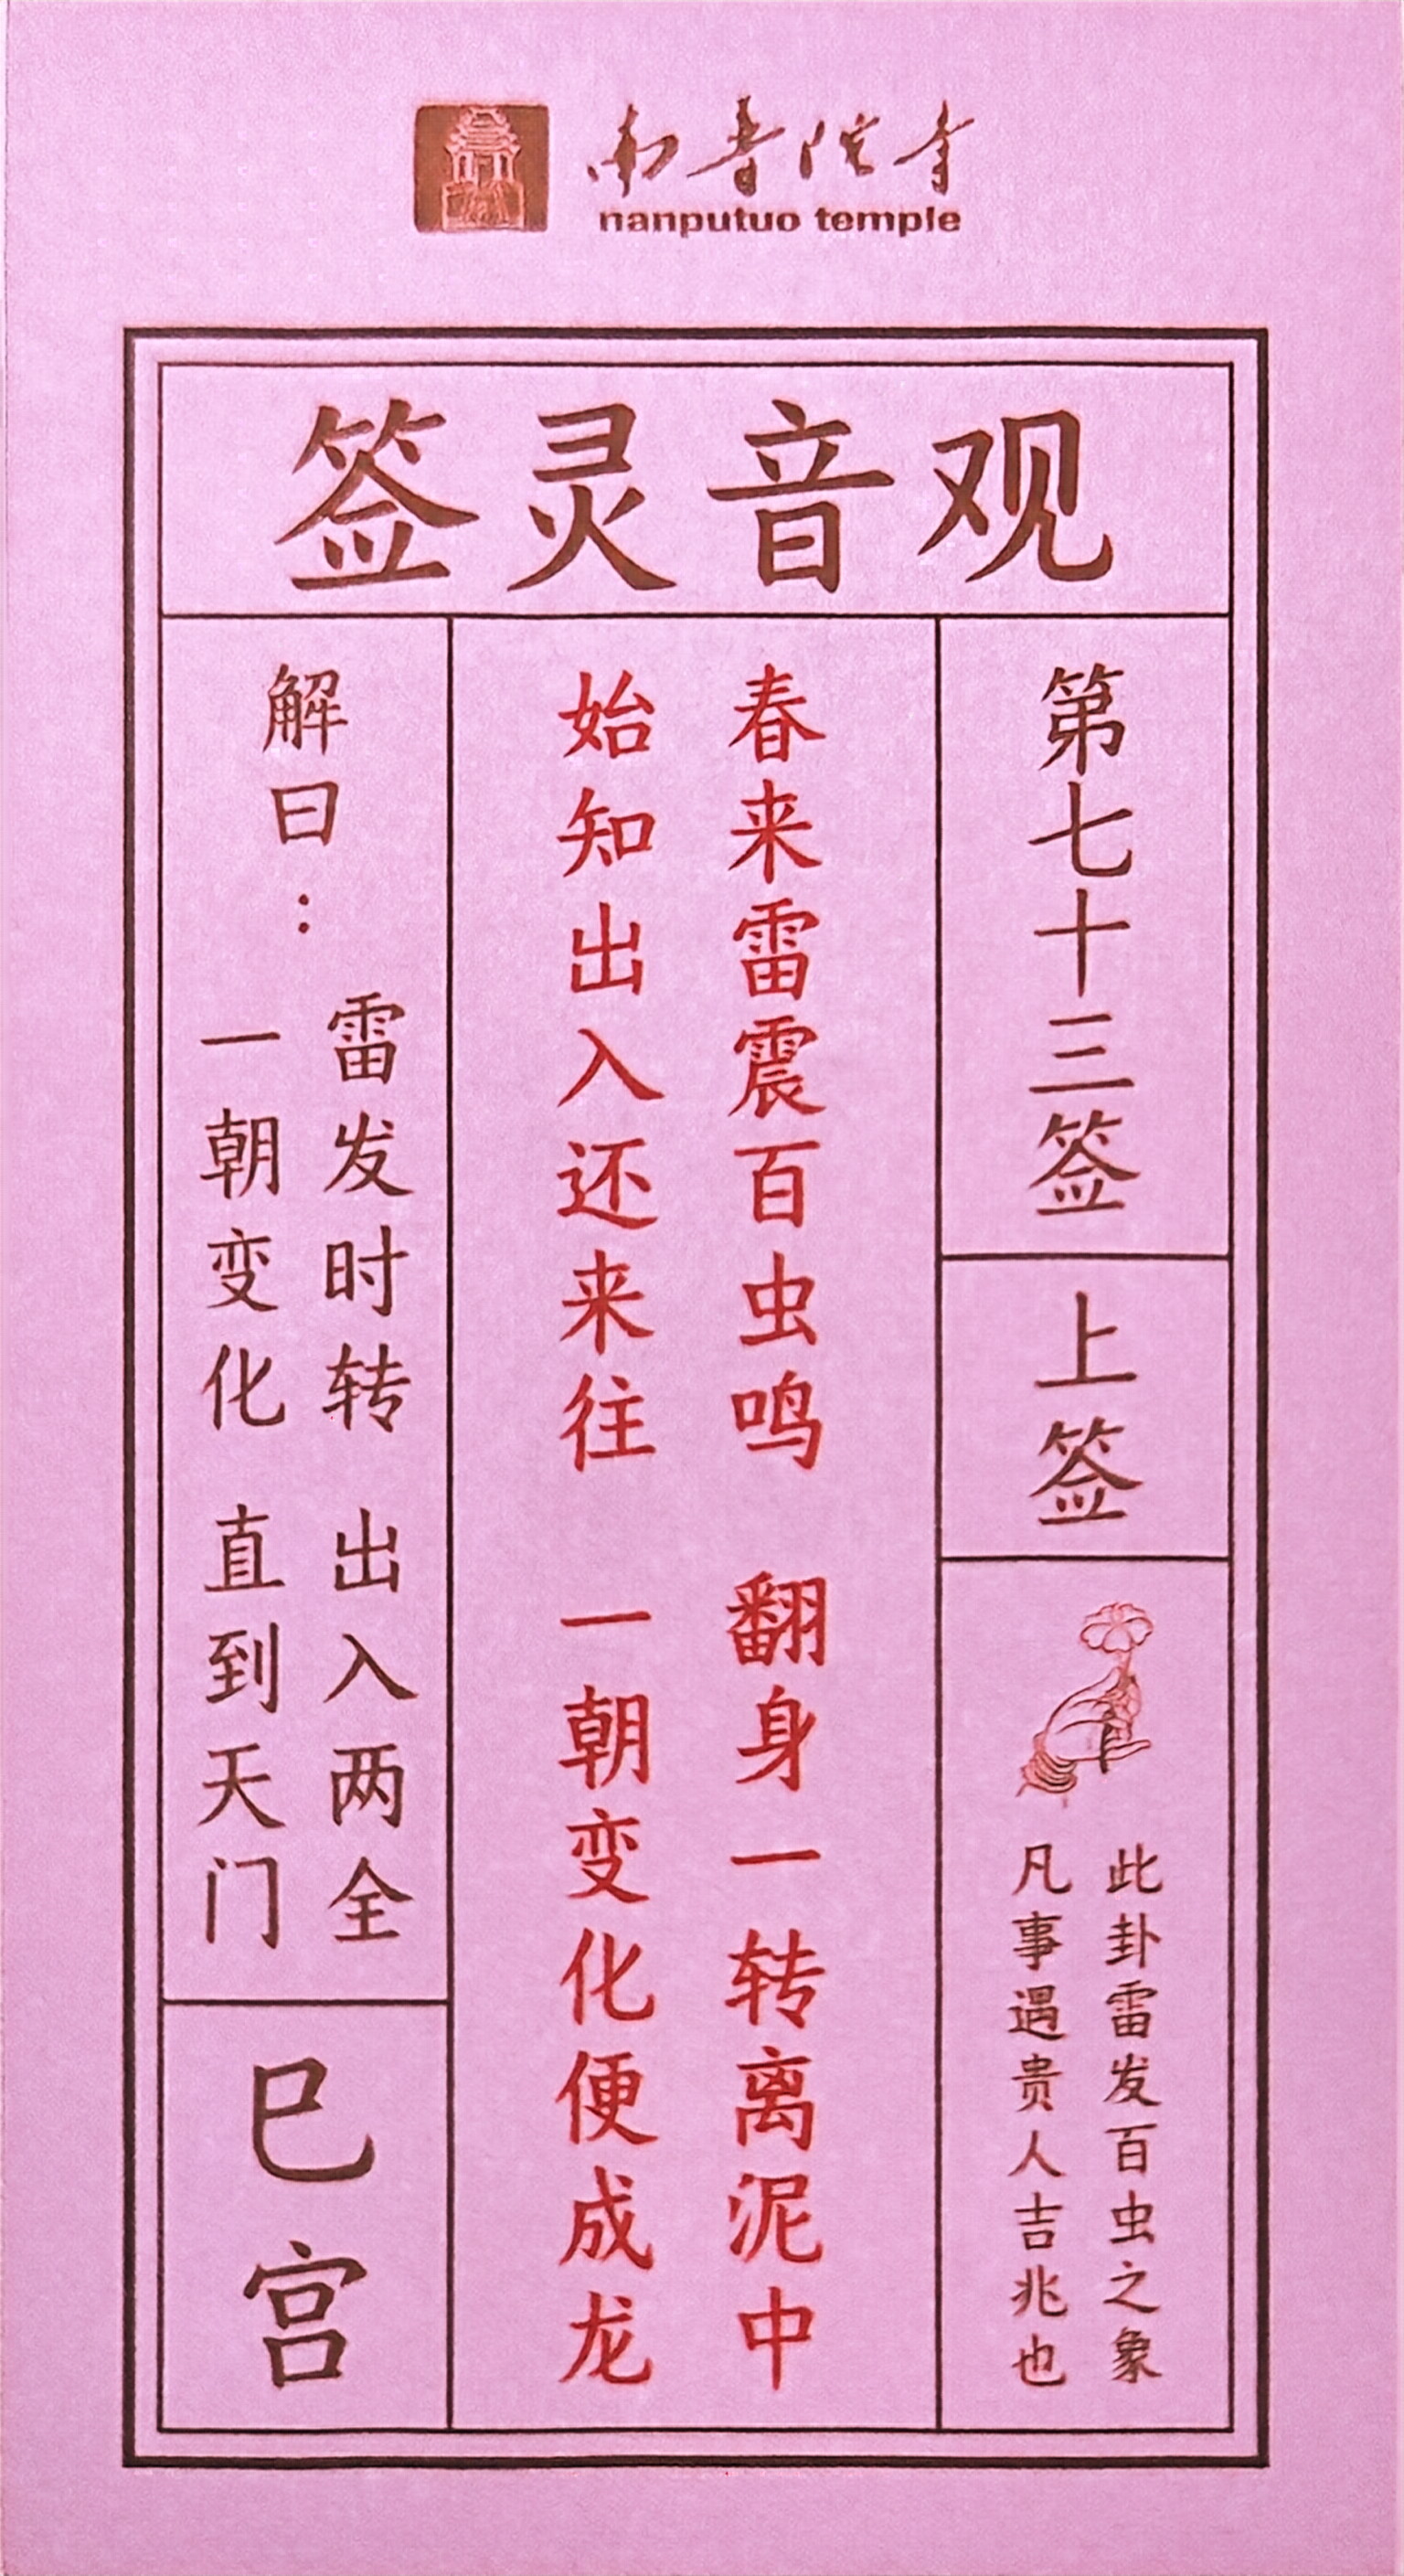 南普陀寺
nanputuo temple
观音灵签
第七十三签
上签
此卦雷发百虫之象
凡事遇贵人吉兆也
春来雷震百虫鸣 翻身一转离泥中
始知出入还来往 一朝变化便成龙
解曰：
雷发时转 出入两全
一朝变化 直到天门
巳宫